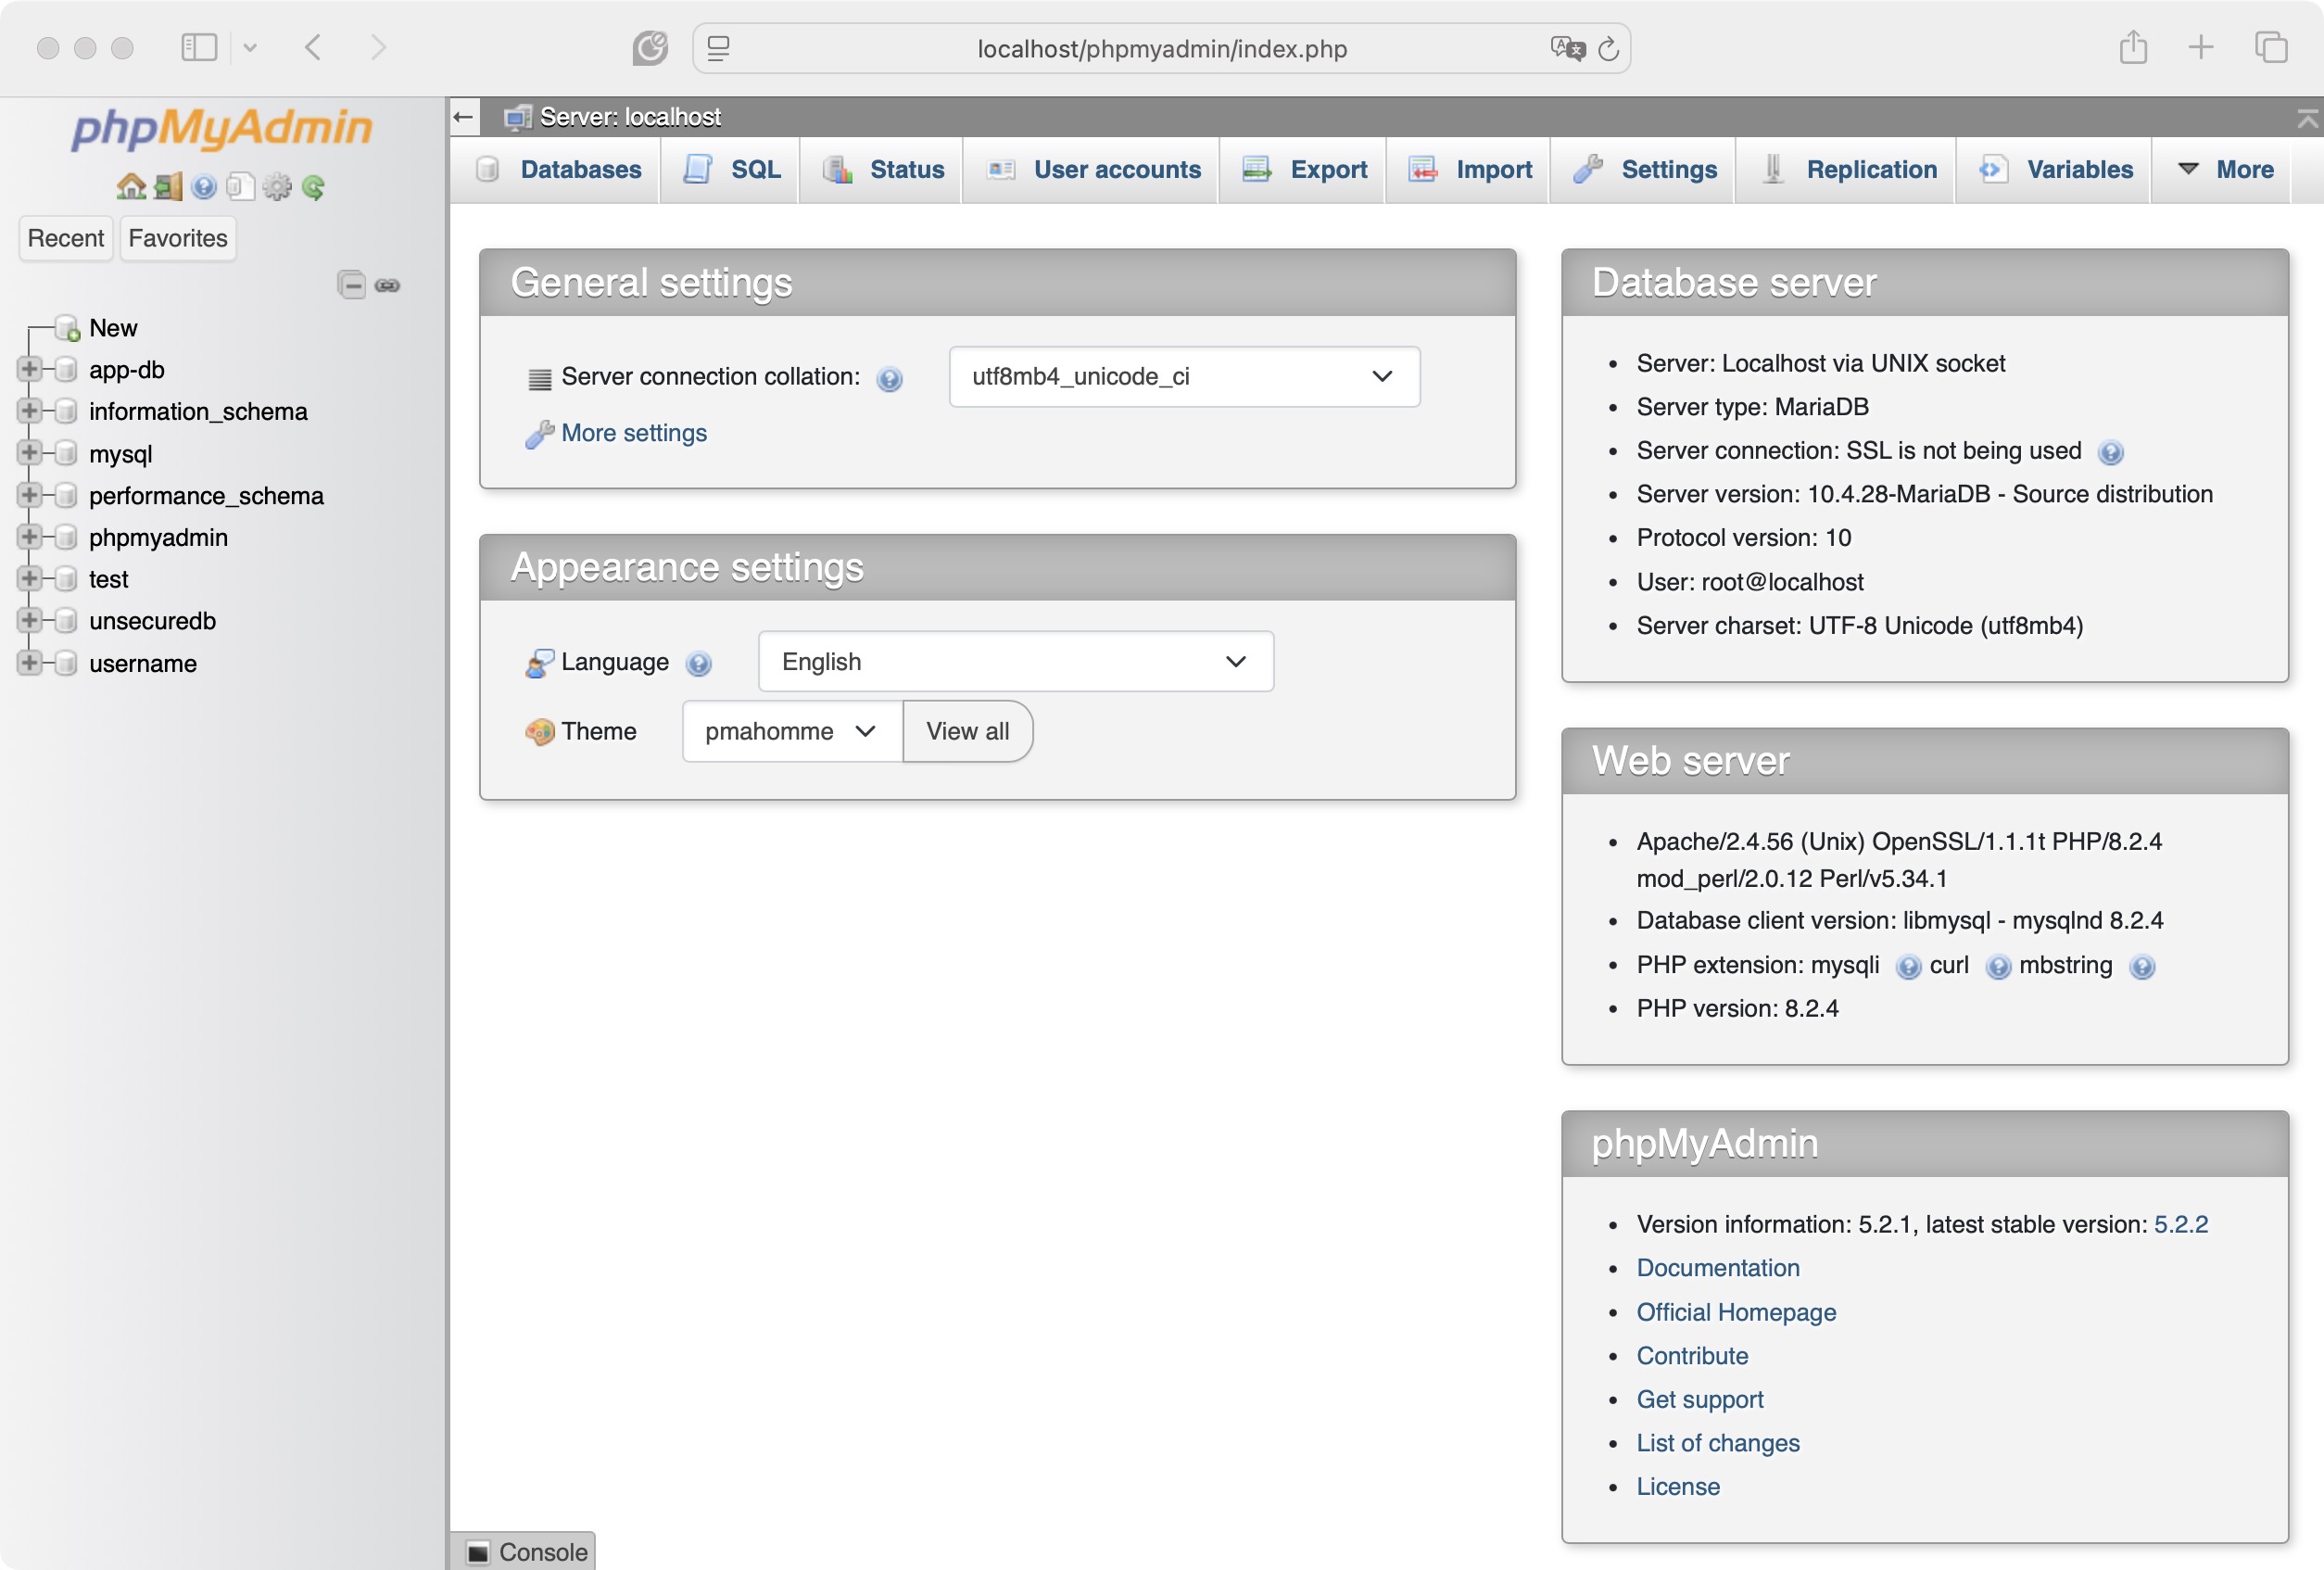 localhost/phpmyadmin/index.php
phpMyAdmin
Recent Favorites
New
app-db
information_schema
mysql
performance_schema
phpmyadmin
test
unsecuredb
username
Server: localhost
Databases SQL Status User accounts Export Import Settings Replication Variables More
General settings
Server connection collation: utf8mb4_unicode_ci
More settings
Appearance settings
Language English
Theme pmahomme View all
Database server
• Server: Localhost via UNIX socket
• Server type: MariaDB
• Server connection: SSL is not being used
• Server version: 10.4.28-MariaDB - Source distribution
• Protocol version: 10
• User: root@localhost
• Server charset: UTF-8 Unicode (utf8mb4)
Web server
• Apache/2.4.56 (Unix) OpenSSL/1.1.1t PHP/8.2.4
mod_perl/2.0.12 Perl/v5.34.1
• Database client version: libmysql - mysqlnd 8.2.4
• PHP extension: mysqli curl mbstring
• PHP version: 8.2.4
phpMyAdmin
• Version information: 5.2.1, latest stable version: 5.2.2
• Documentation
• Official Homepage
• Contribute
• Get support
• List of changes
• License
Console